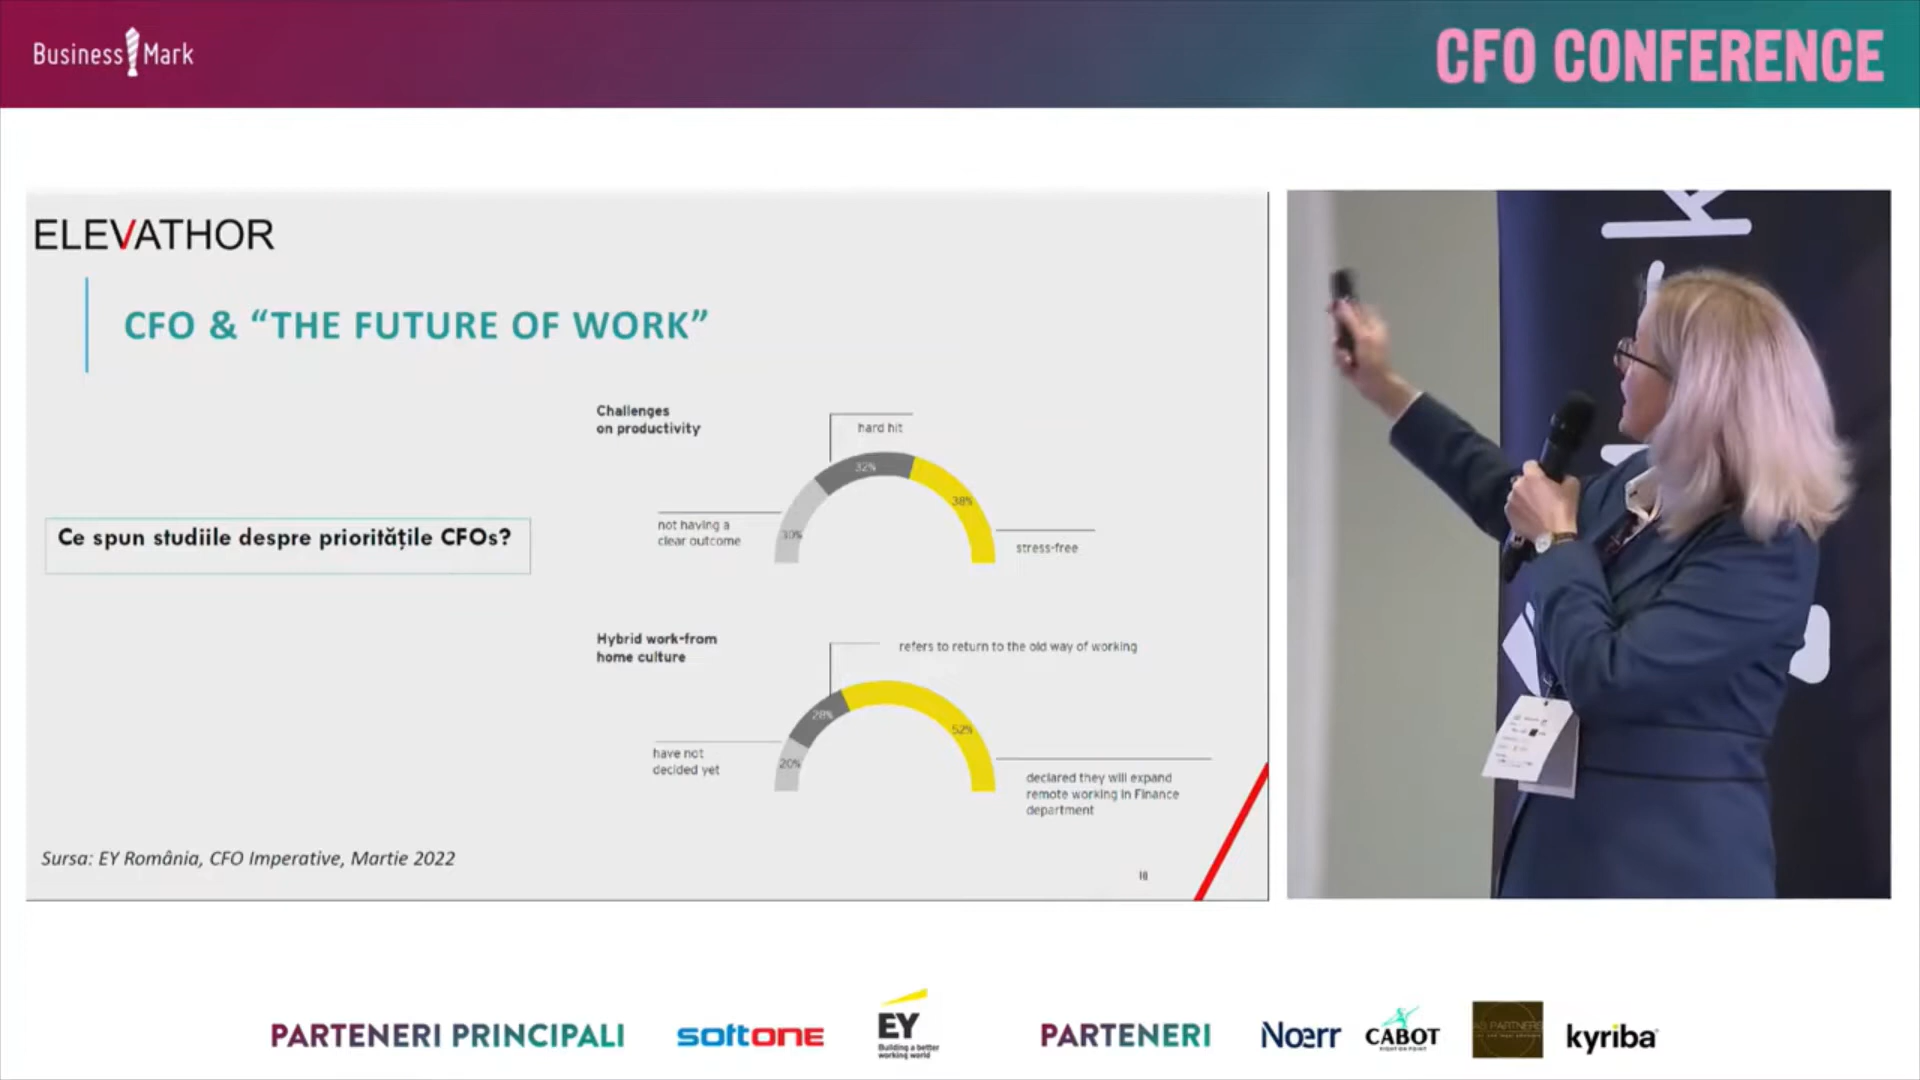 Business Mark
CFO CONFERENCE
ELEVATHOR
CFO & “THE FUTURE OF WORK”
Challenges
on productivity
hard hit
32%
38%
not having a
clear outcome
30%
stress-free
Ce spun studiile despre prioritățile CFOs?
Hybrid work-from
home culture
refers to return to the old way of working
28%
52%
have not
decided yet
20%
declared they will expand
remote working in Finance
department
Sursa: EY România, CFO Imperative, Martie 2022
K
PARTENERI PRINCIPALI
softone
EY
Building a better
working world
PARTENERI
Noerr
CABOT
PARTNERS
kyriba